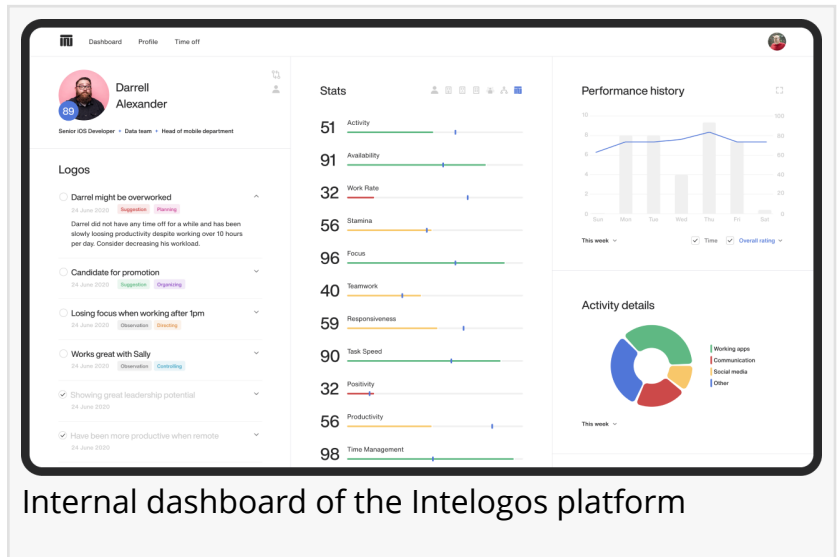 Dashboard Profile Time off
89
Darrell
Alexander
Senior iOS Developer • Data team • Head of mobile department
Logos
Darrel might be overworked
24 June 2020 Suggestion Planning
Darrel did not have any time off for a while and has been
slowly loosing productivity despite working over 10 hours
per day. Consider decreasing his workload.
Candidate for promotion
24 June 2020 Suggestion Organizing
Losing focus when working after 1pm
24 June 2020 Observation Directing
Works great with Sally
24 June 2020 Observation Controlling
Showing great leadership potential
24 June 2020
Have been more productive when remote
24 June 2020
Stats
51 Activity
91 Availability
32 Work Rate
56 Stamina
96 Focus
40 Teamwork
59 Responsiveness
90 Task Speed
32 Positivity
56 Productivity
98 Time Management
Performance history
10 100
8 80
6 60
4 40
2 20
0 0
Sun Mon Tue Wed Thu Fri Sat
This week Time Overall rating
Activity details
Working apps
Communication
Social media
Other
This week
Internal dashboard of the Intelogos platform